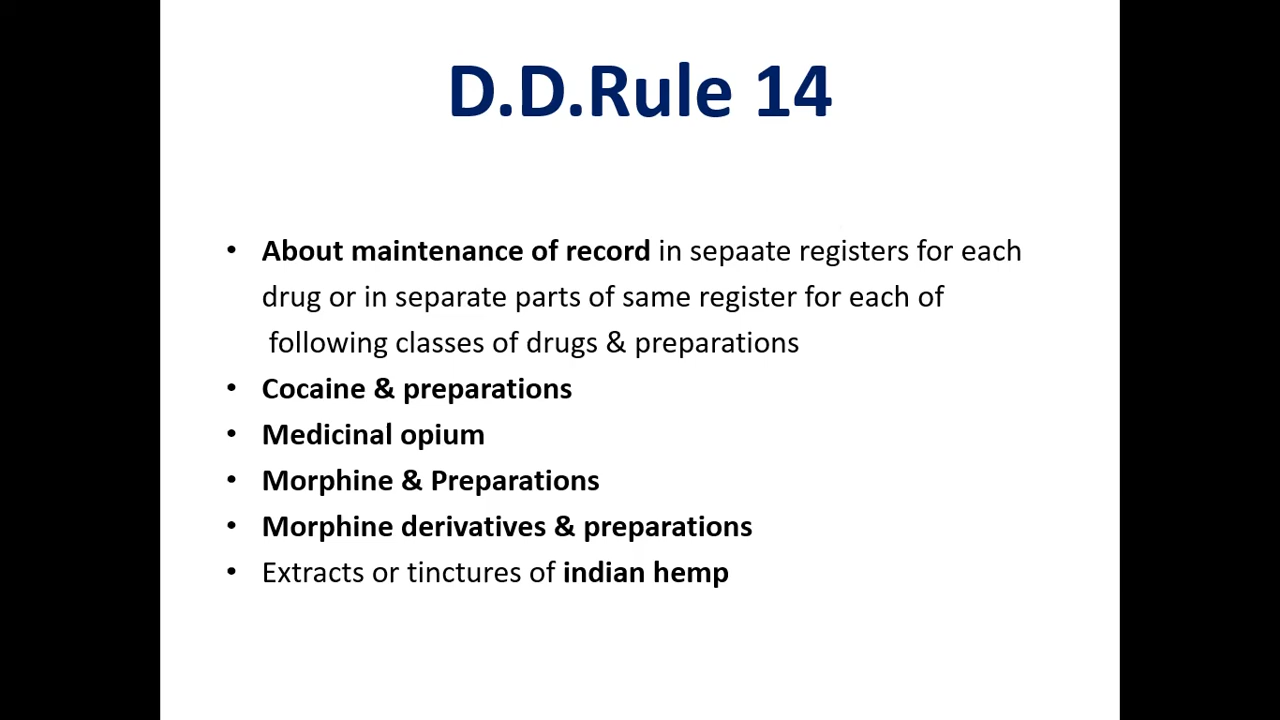 D.D.Rule 14
• About maintenance of record in sepaate registers for each
drug or in separate parts of same register for each of
following classes of drugs & preparations
• Cocaine & preparations
• Medicinal opium
• Morphine & Preparations
• Morphine derivatives & preparations
• Extracts or tinctures of indian hemp